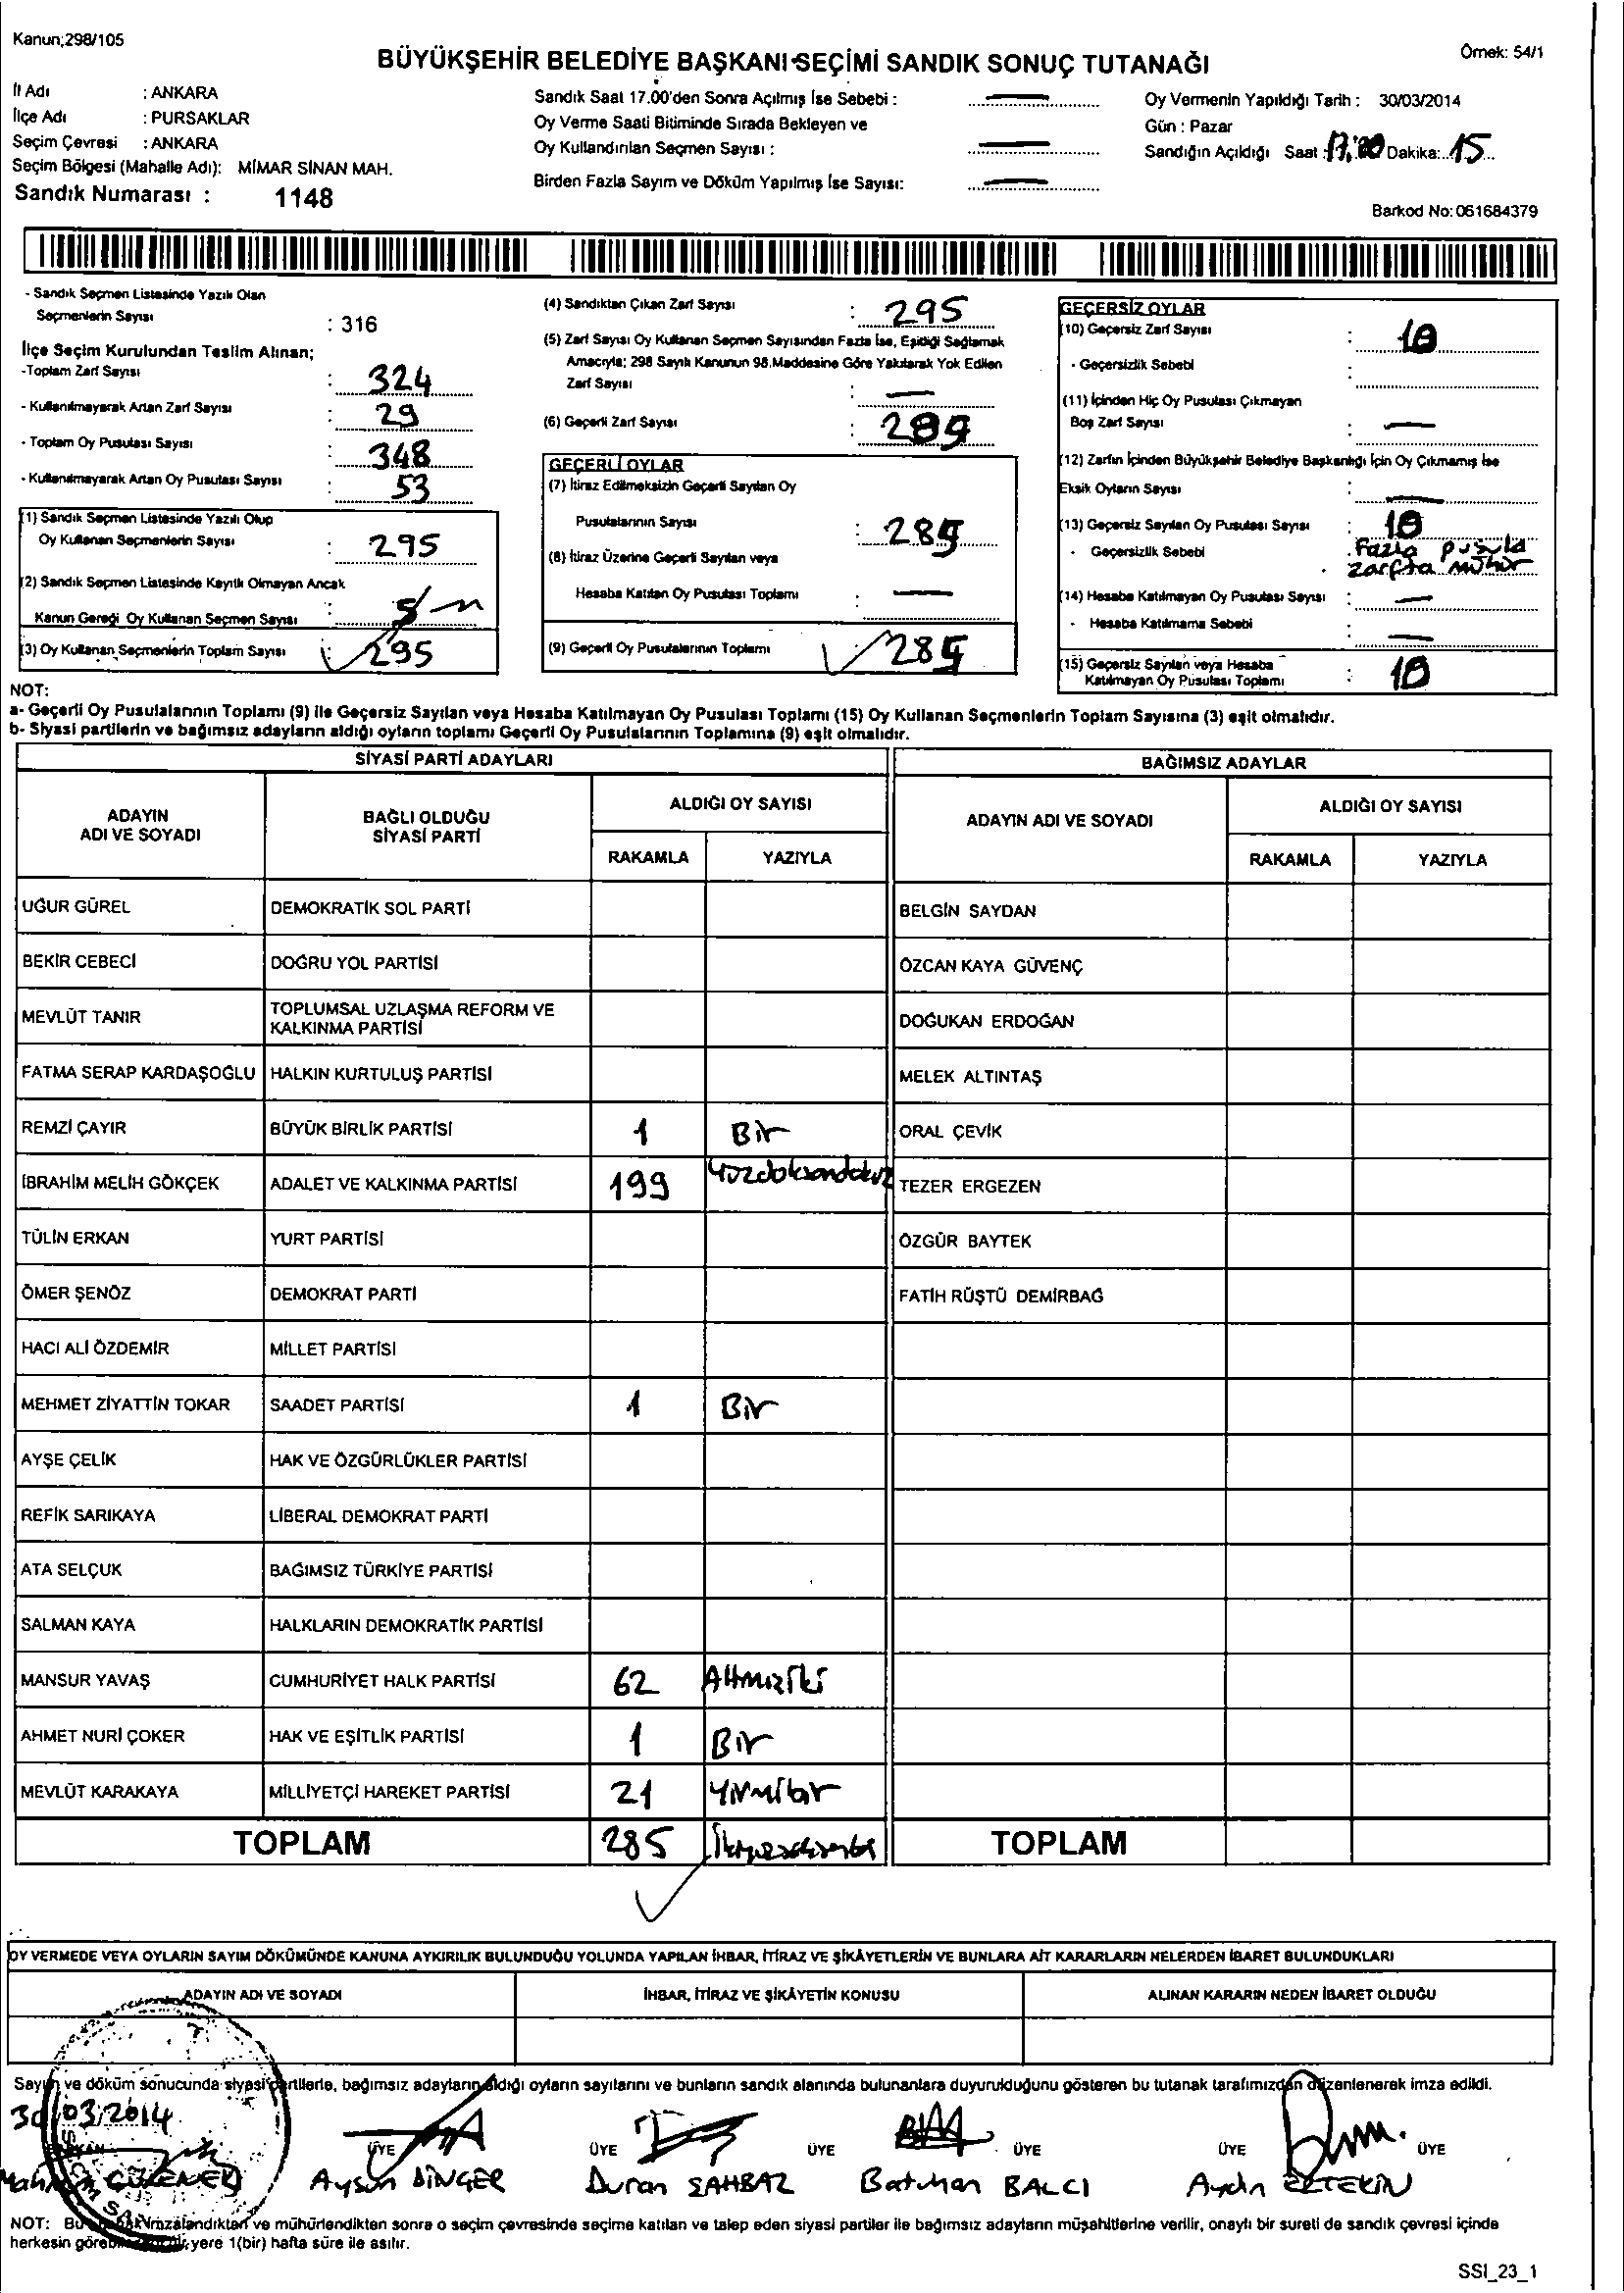 Kanun;298/105
BÜYÜKŞEHİR BELEDİYE BAŞKANI SEÇİMİ SANDIK SONUÇ TUTANAĞI
Örnek: 54/1
İl Adı : ANKARA
İlçe Adı : PURSAKLAR
Seçim Çevresi : ANKARA
Seçim Bölgesi (Mahalle Adı): MİMAR SİNAN MAH.
Sandık Numarası : 1148
Sandık Saat 17.00'den Sonra Açılmış İse Sebebi : —
Oy Verme Saati Bitiminde Sırada Bekleyen ve
Oy Kullandırılan Seçmen Sayısı : —
Birden Fazla Sayım ve Döküm Yapılmış İse Sayısı: —
Oy Vermenin Yapıldığı Tarih : 30/03/2014
Gün : Pazar
Sandığın Açıldığı Saat : 17:00 Dakika: 15
Barkod No: 061684379
- Sandık Seçmen Listesinde Yazılı Olan
Seçmenlerin Sayısı : 316
İlçe Seçim Kurulundan Teslim Alınan;
-Toplam Zarf Sayısı : 324
- Kullanılmayarak Artan Zarf Sayısı : 29
- Toplam Oy Pusulası Sayısı : 348
- Kullanılmayarak Artan Oy Pusulası Sayısı : 53
(1) Sandık Seçmen Listesinde Yazılı Olup
Oy Kullanan Seçmenlerin Sayısı : 295
(2) Sandık Seçmen Listesinde Kayıtlı Olmayan Ancak
Kanun Gereği Oy Kullanan Seçmen Sayısı :
(3) Oy Kullanan Seçmenlerin Toplam Sayısı : 295
(4) Sandıktan Çıkan Zarf Sayısı : 295
(5) Zarf Sayısı Oy Kullanan Seçmen Sayısından Fazla İse, Eşitliği Sağlamak
Amacıyla; 298 Sayılı Kanunun 98.Maddesine Göre Yakılarak Yok Edilen
Zarf Sayısı : —
(6) Geçerli Zarf Sayısı :
GEÇERLİ OYLAR
(7) İtiraz Edilmeksizin Geçerli Sayılan Oy
Pusulalarının Sayısı : 285
(8) İtiraz Üzerine Geçerli Sayılan veya
Hesaba Katılan Oy Pusulası Toplamı : —
(9) Geçerli Oy Pusulalarının Toplamı : 285
GEÇERSİZ OYLAR
(10) Geçersiz Zarf Sayısı : 10
- Geçersizlik Sebebi :
(11) İçinden Hiç Oy Pusulası Çıkmayan
Boş Zarf Sayısı : —
(12) Zarfın İçinden Büyükşehir Belediye Başkanlığı İçin Oy Çıkmamış İse
Eksik Oyların Sayısı : —
(13) Geçersiz Sayılan Oy Pusulası Sayısı : 10
- Geçersizlik Sebebi : Fazla pusula
zarfta mühür
(14) Hesaba Katılmayan Oy Pusulası Sayısı : —
- Hesaba Katılmama Sebebi : —
(15) Geçersiz Sayılan veya Hesaba
Katılmayan Oy Pusulası Toplamı : 10
NOT:
a- Geçerli Oy Pusulalarının Toplamı (9) ile Geçersiz Sayılan veya Hesaba Katılmayan Oy Pusulası Toplamı (15) Oy Kullanan Seçmenlerin Toplam Sayısına (3) eşit olmalıdır.
b- Siyasi partilerin ve bağımsız adayların aldığı oyların toplamı Geçerli Oy Pusulalarının Toplamına (9) eşit olmalıdır.
SİYASİ PARTİ ADAYLARI
BAĞIMSIZ ADAYLAR
ADAYIN ADI VE SOYADI
BAĞLI OLDUĞU SİYASİ PARTİ
ALDIĞI OY SAYISI
RAKAMLA YAZIYLA
ADAYIN ADI VE SOYADI
ALDIĞI OY SAYISI
RAKAMLA YAZIYLA
UĞUR GÜREL DEMOKRATİK SOL PARTİ BELGİN SAYDAN
BEKİR CEBECİ DOĞRU YOL PARTİSİ ÖZCAN KAYA GÜVENÇ
MEVLÜT TANIR TOPLUMSAL UZLAŞMA REFORM VE KALKINMA PARTİSİ DOĞUKAN ERDOĞAN
FATMA SERAP KARDAŞOĞLU HALKIN KURTULUŞ PARTİSİ MELEK ALTINTAŞ
REMZİ ÇAYIR BÜYÜK BİRLİK PARTİSİ 1 Bir ORAL ÇEVİK
İBRAHİM MELİH GÖKÇEK ADALET VE KALKINMA PARTİSİ 199 Yüzdoksandokuz TEZER ERGEZEN
TÜLİN ERKAN YURT PARTİSİ ÖZGÜR BAYTEK
ÖMER ŞENÖZ DEMOKRAT PARTİ FATİH RÜŞTÜ DEMİRBAĞ
HACI ALİ ÖZDEMİR MİLLET PARTİSİ
MEHMET ZİYATTİN TOKAR SAADET PARTİSİ 1 Bir
AYŞE ÇELİK HAK VE ÖZGÜRLÜKLER PARTİSİ
REFİK SARIKAYA LİBERAL DEMOKRAT PARTİ
ATA SELÇUK BAĞIMSIZ TÜRKİYE PARTİSİ
SALMAN KAYA HALKLARIN DEMOKRATİK PARTİSİ
MANSUR YAVAŞ CUMHURİYET HALK PARTİSİ 62 Altmışiki
AHMET NURİ ÇOKER HAK VE EŞİTLİK PARTİSİ 1 Bir
MEVLÜT KARAKAYA MİLLİYETÇİ HAREKET PARTİSİ 21 Yirmibir
TOPLAM 285 İkiyüzseksenbeş TOPLAM
OY VERMEDE VEYA OYLARIN SAYIM DÖKÜMÜNDE KANUNA AYKIRILIK BULUNDUĞU YOLUNDA YAPILAN İHBAR, İTİRAZ VE ŞİKÂYETLERİN VE BUNLARA AİT KARARLARIN NELERDEN İBARET BULUNDUKLARI
ADAYIN ADI VE SOYADI İHBAR, İTİRAZ VE ŞİKÂYETİN KONUSU ALINAN KARARIN NEDEN İBARET OLDUĞU
Sayım ve döküm sonucunda siyasi partilerle, bağımsız adayların aldığı oyların sayılarını ve bunların sandık alanında bulunanlara duyurulduğunu gösteren bu tutanak tarafımızdan düzenlenerek imza edildi.
30/03/2014
ÜYE ÜYE ÜYE ÜYE ÜYE ÜYE
Aysun DİNÇER Duran ŞAHBAZ Batuhan BALCI Aydın EZTEKİN
NOT: Bu imzalandıktan ve mühürlendikten sonra o seçim çevresinde seçime katılan ve talep eden siyasi partiler ile bağımsız adayların müşahitlerine verilir, onaylı bir sureti de sandık çevresi içinde
herkesin bir yere 1(bir) hafta süre ile asılır.
SSI_23_1